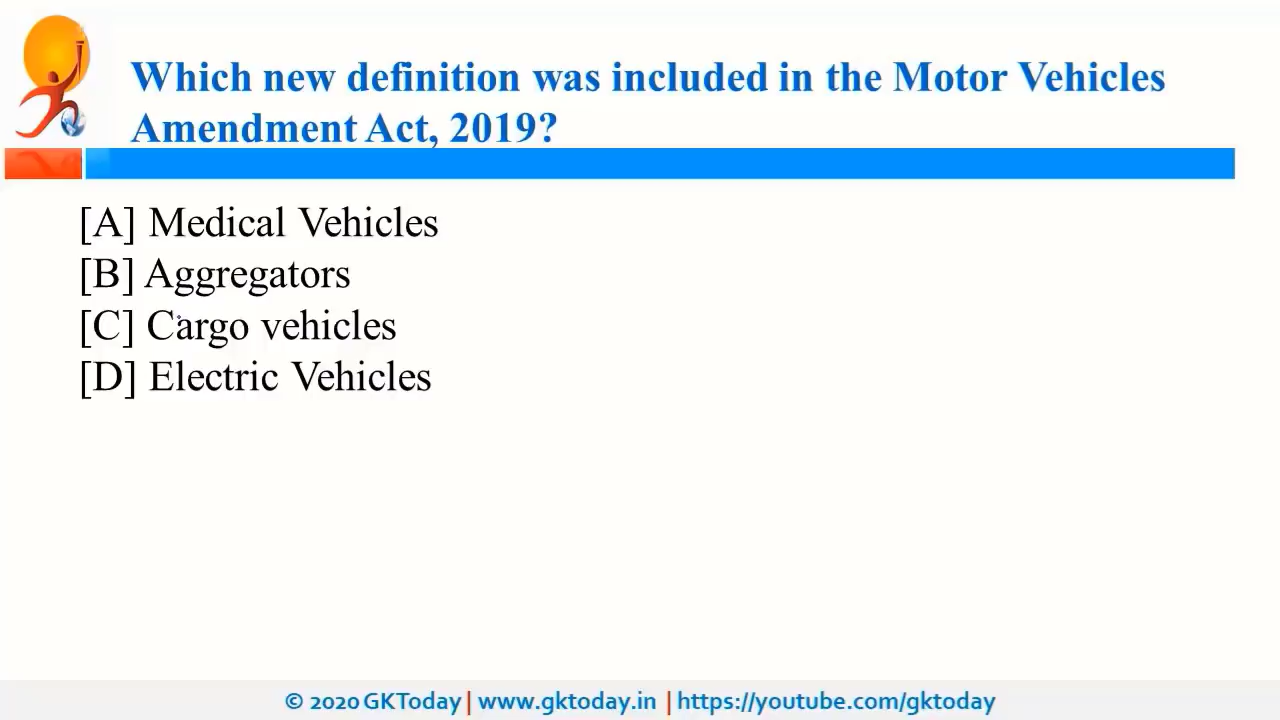 Which new definition was included in the Motor Vehicles
Amendment Act, 2019?
[A] Medical Vehicles
[B] Aggregators
[C] Cargo vehicles
[D] Electric Vehicles
© 2020 GKToday | www.gktoday.in | https://youtube.com/gktoday